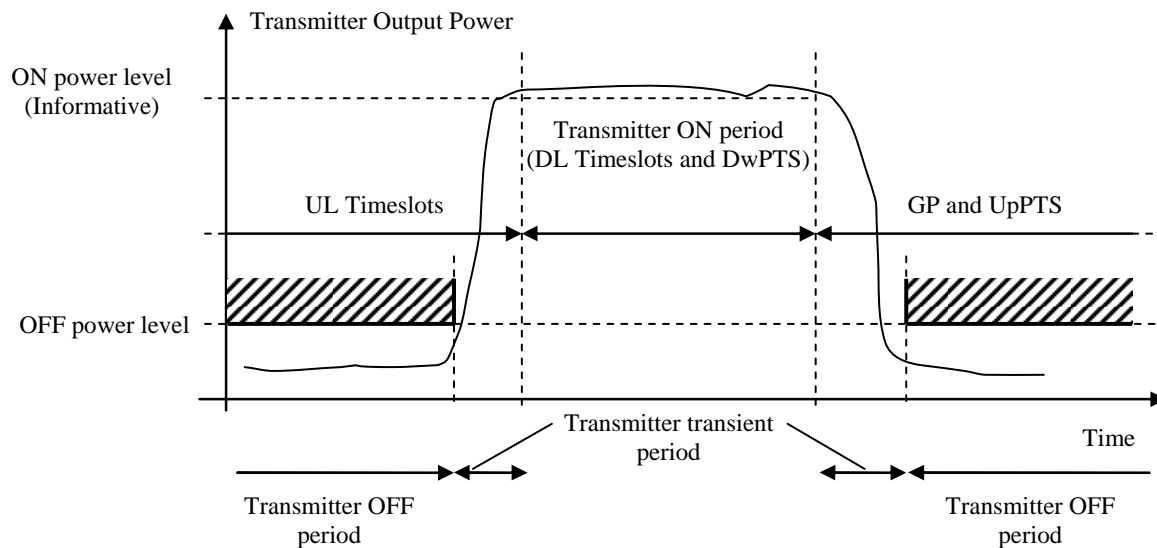 Transmitter Output Power
ON power level
(Informative)
Transmitter ON period
(DL Timeslots and DwPTS)
UL Timeslots
GP and UpPTS
OFF power level
Transmitter transient
period
Time
Transmitter OFF
period
Transmitter OFF
period